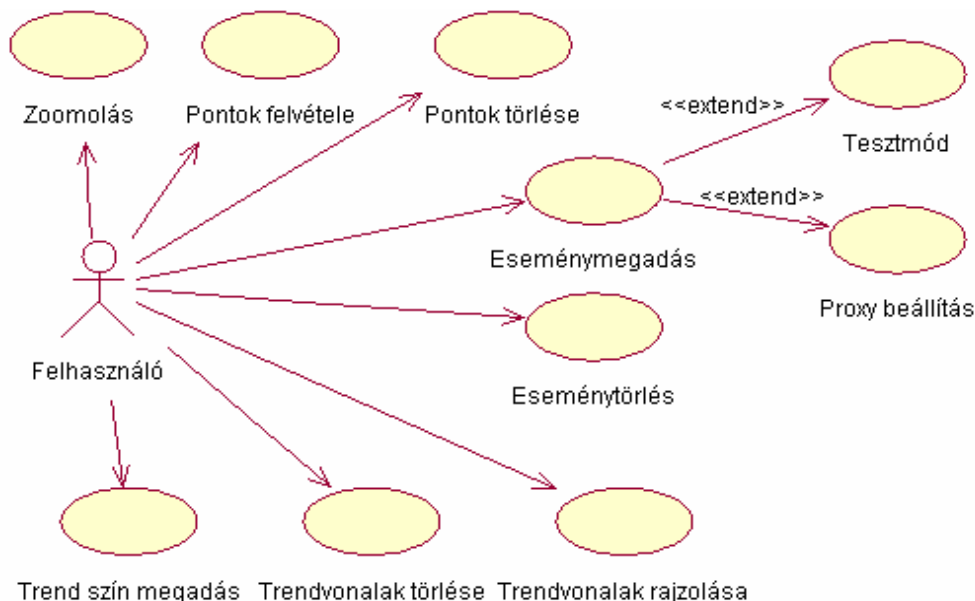 Zoomolás
Pontok felvétele
Pontok törlése
<<extend>>
Tesztmód
<<extend>>
Eseménymegadás
Proxy beállítás
Felhasználó
Eseménytörlés
Trend szín megadás
Trendvonalak törlése
Trendvonalak rajzolása